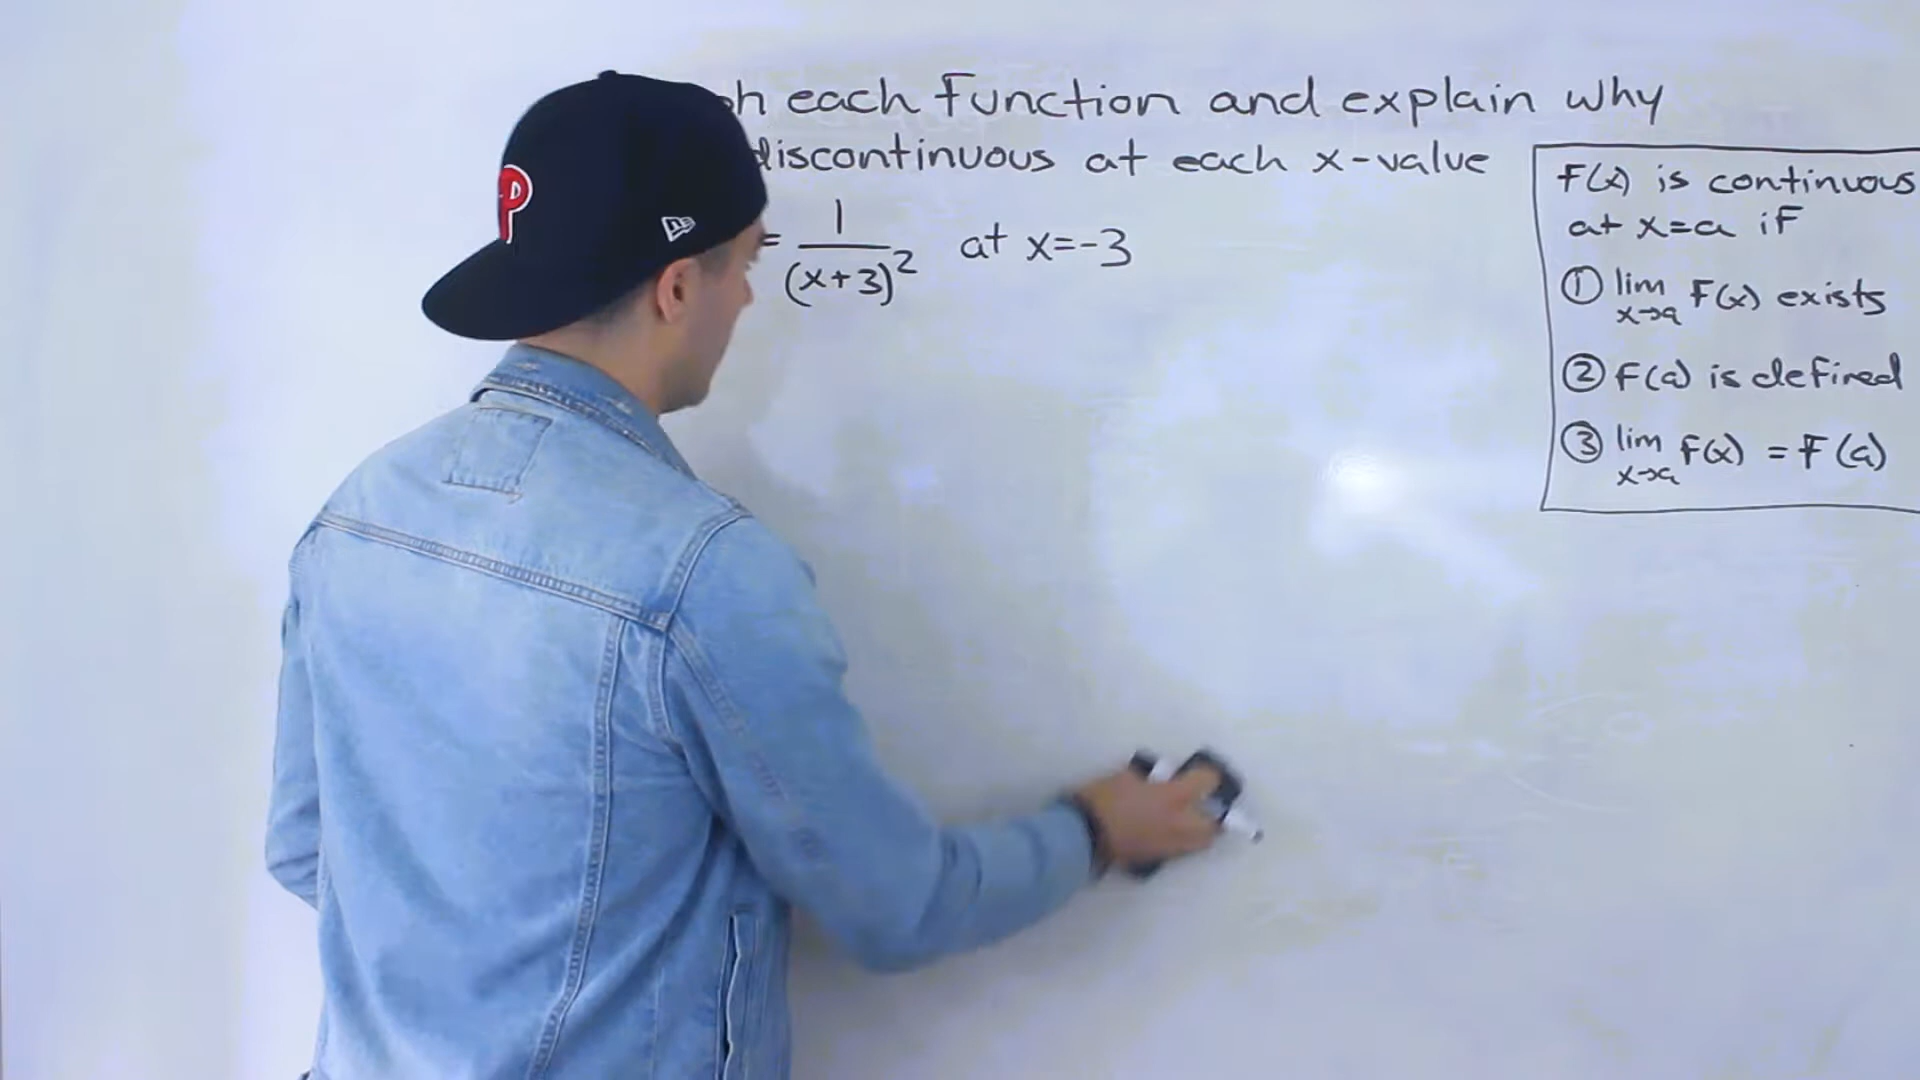 h each function and explain why
discontinuous at each x-value
= 1/(x+3)² at x=-3
F(x) is continuous
at x=a if
① lim x→a F(x) exists
② F(a) is defined
③ lim x→a F(x) = F(a)
P